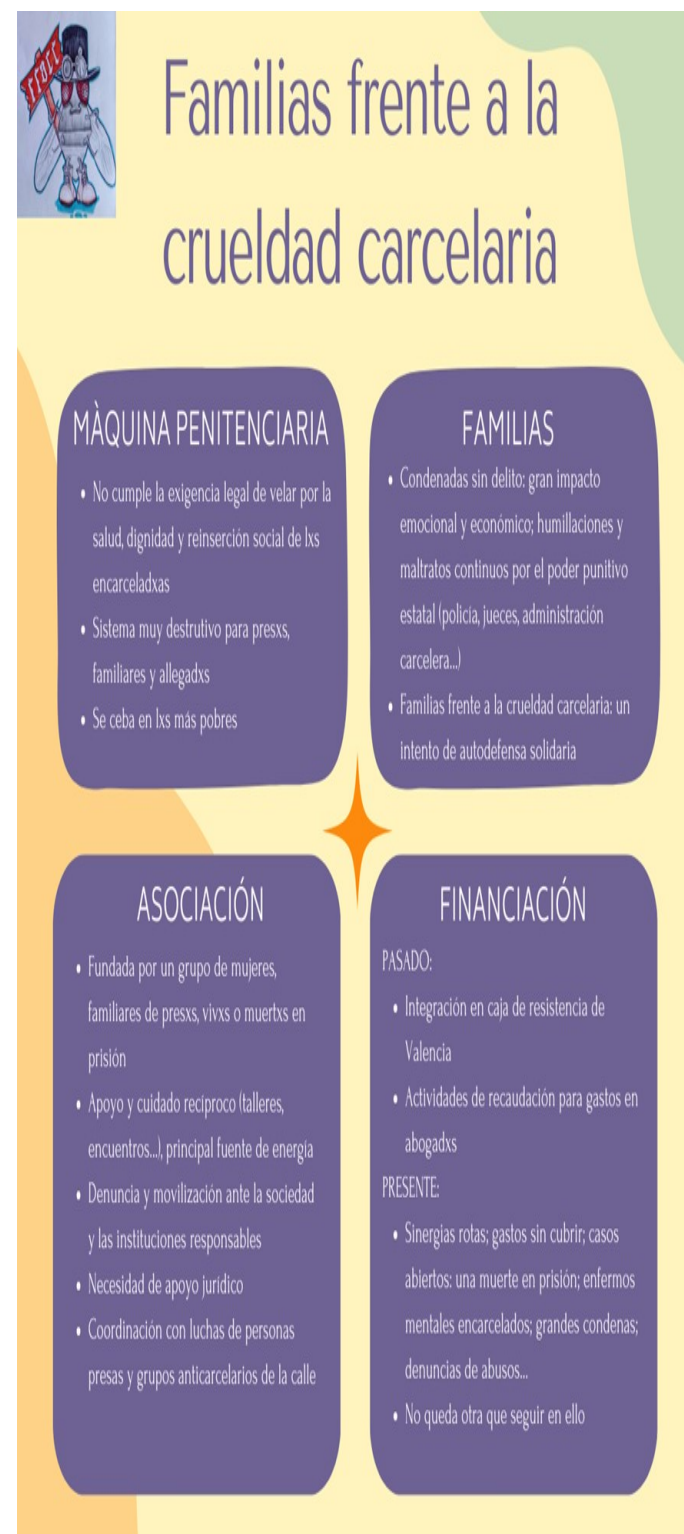 FFCFC
Familias frente a la
crueldad carcelaria
MÀQUINA PENITENCIARIA
• No cumple la exigencia legal de velar por la
salud, dignidad y reinserción social de lxs
encarceladxas
• Sistema muy destrutivo para presxs,
familiares y allegadxs
• Se ceba en lxs más pobres
FAMILIAS
• Condenadas sin delito: gran impacto
emocional y económico; humillaciones y
maltratos continuos por el poder punitivo
estatal (policía, jueces, administración
carcelera...)
• Familias frente a la crueldad carcelaria: un
intento de autodefensa solidaria
ASOCIACIÓN
• Fundada por un grupo de mujeres,
familiares de presxs, vivxs o muertxs en
prisión
• Apoyo y cuidado recíproco (talleres,
encuentros...), principal fuente de energía
• Denuncia y movilización ante la sociedad
y las instituciones responsables
• Necesidad de apoyo jurídico
• Coordinación con luchas de personas
presas y grupos anticarcelarios de la calle
FINANCIACIÓN
PASADO:
• Integración en caja de resistencia de
Valencia
• Actividades de recaudación para gastos en
abogadxs
PRESENTE:
• Sinergias rotas; gastos sin cubrir; casos
abiertos: una muerte en prisión; enfermos
mentales encarcelados; grandes condenas;
denuncias de abusos...
• No queda otra que seguir en ello